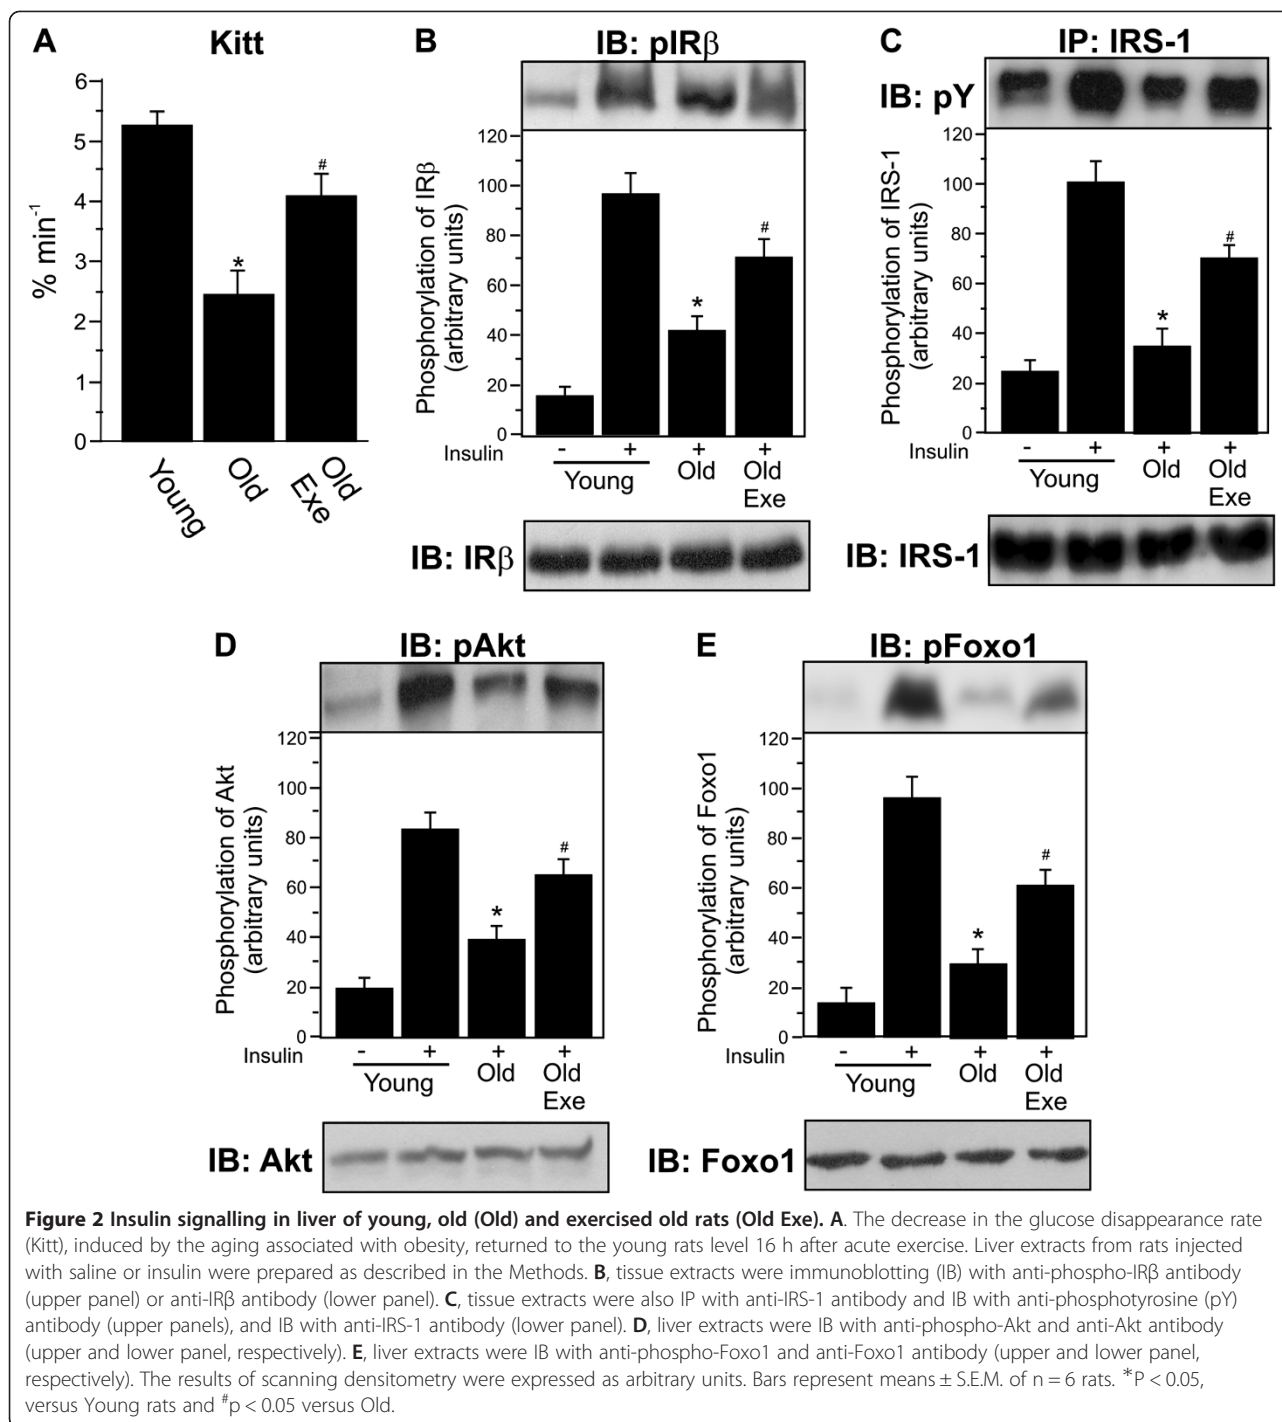 A
Kitt
6
5
4
3
2
1
0
% min⁻¹
*
#
Young
Old
Old
Exe
B
IB: pIRβ
120
100
80
60
40
20
0
Phosphorylation of IRβ
(arbitrary units)
*
#
Insulin - + + +
Young Old Old
Exe
IB: IRβ
C
IP: IRS-1
IB: pY
120
100
80
60
40
20
0
Phosphorylation of IRS-1
(arbitrary units)
*
#
Insulin - + + +
Young Old Old
Exe
IB: IRS-1
D
IB: pAkt
120
100
80
60
40
20
0
Phosphorylation of Akt
(arbitrary units)
*
#
Insulin - + + +
Young Old Old
Exe
IB: Akt
E
IB: pFoxo1
120
100
80
60
40
20
0
Phosphorylation of Foxo1
(arbitrary units)
*
#
Insulin - + + +
Young Old Old
Exe
IB: Foxo1
Figure 2 Insulin signalling in liver of young, old (Old) and exercised old rats (Old Exe). A. The decrease in the glucose disappearance rate
(Kitt), induced by the aging associated with obesity, returned to the young rats level 16 h after acute exercise. Liver extracts from rats injected
with saline or insulin were prepared as described in the Methods. B, tissue extracts were immunoblotting (IB) with anti-phospho-IRβ antibody
(upper panel) or anti-IRβ antibody (lower panel). C, tissue extracts were also IP with anti-IRS-1 antibody and IB with anti-phosphotyrosine (pY)
antibody (upper panels), and IB with anti-IRS-1 antibody (lower panel). D, liver extracts were IB with anti-phospho-Akt and anti-Akt antibody
(upper and lower panel, respectively). E, liver extracts were IB with anti-phospho-Foxo1 and anti-Foxo1 antibody (upper and lower panel,
respectively). The results of scanning densitometry were expressed as arbitrary units. Bars represent means ± S.E.M. of n = 6 rats. *P < 0.05,
versus Young rats and #p < 0.05 versus Old.